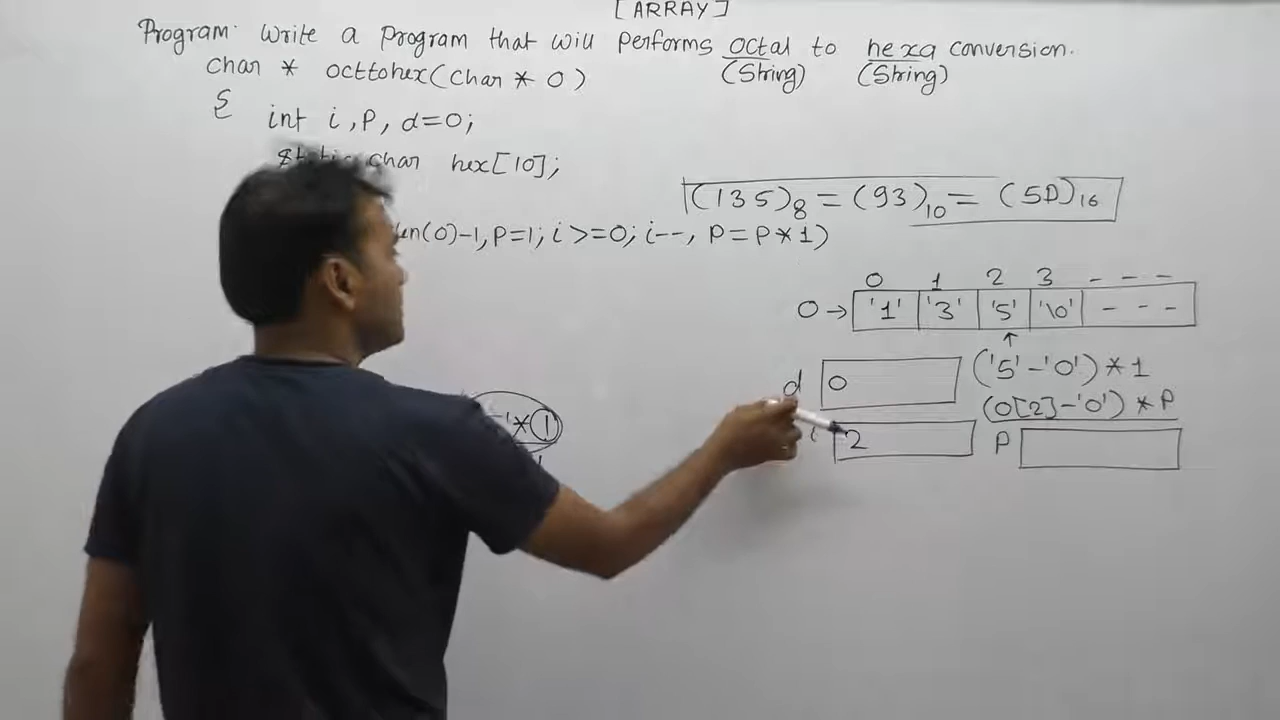 [ARRAY]
Program: Write a program that will performs octal to hexa conversion.
(String) (String)
char * octtohex(char * O)
{
int i, P, d=0;
char hex[10];
(135)8 = (93)10 = (5D)16
len(O)-1, P=1; i>=0; i--, P=P*1)
0 1 2 3 - - -
O → '1' '3' '5' '\0' - - -
↑
d 0 ('5'-'0') * 1
(O[2]-'0') * P
*1
i 2 P